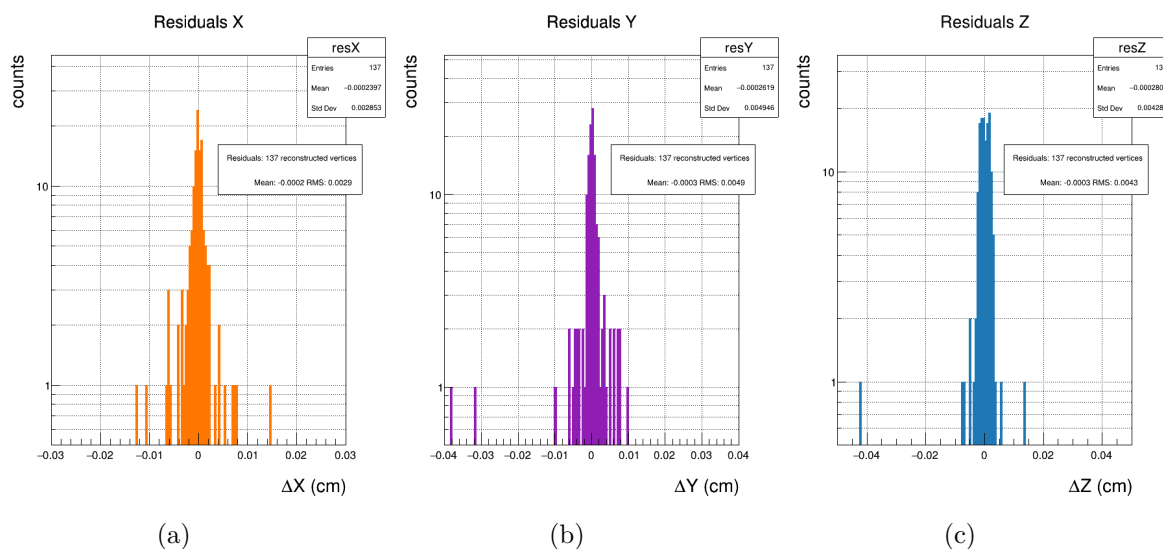 Residuals X
resX
Entries 137
Mean −0.0002397
Std Dev 0.002853
Residuals: 137 reconstructed vertices
Mean: -0.0002 RMS: 0.0029
counts
10
1
−0.03 −0.02 −0.01 0 0.01 0.02 0.03
ΔX (cm)
(a)
Residuals Y
resY
Entries 137
Mean −0.0002619
Std Dev 0.004946
Residuals: 137 reconstructed vertices
Mean: -0.0003 RMS: 0.0049
counts
10
1
−0.04 −0.03 −0.02 −0.01 0 0.01 0.02 0.03 0.04
ΔY (cm)
(b)
Residuals Z
resZ
Entries 13
Mean −0.000280
Std Dev 0.00428
Residuals: 137 reconstructed vertices
Mean: -0.0003 RMS: 0.0043
counts
10
1
−0.04 −0.02 0 0.02 0.04
ΔZ (cm)
(c)